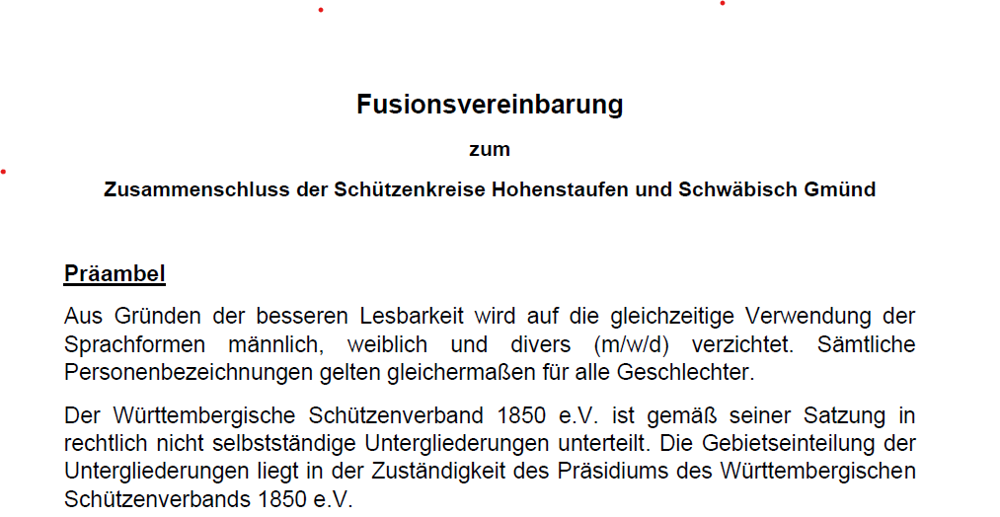 Fusionsvereinbarung
zum
Zusammenschluss der Schützenkreise Hohenstaufen und Schwäbisch Gmünd
Präambel
Aus Gründen der besseren Lesbarkeit wird auf die gleichzeitige Verwendung der
Sprachformen männlich, weiblich und divers (m/w/d) verzichtet. Sämtliche
Personenbezeichnungen gelten gleichermaßen für alle Geschlechter.
Der Württembergische Schützenverband 1850 e.V. ist gemäß seiner Satzung in
rechtlich nicht selbstständige Untergliederungen unterteilt. Die Gebietseinteilung der
Untergliederungen liegt in der Zuständigkeit des Präsidiums des Württembergischen
Schützenverbands 1850 e.V.